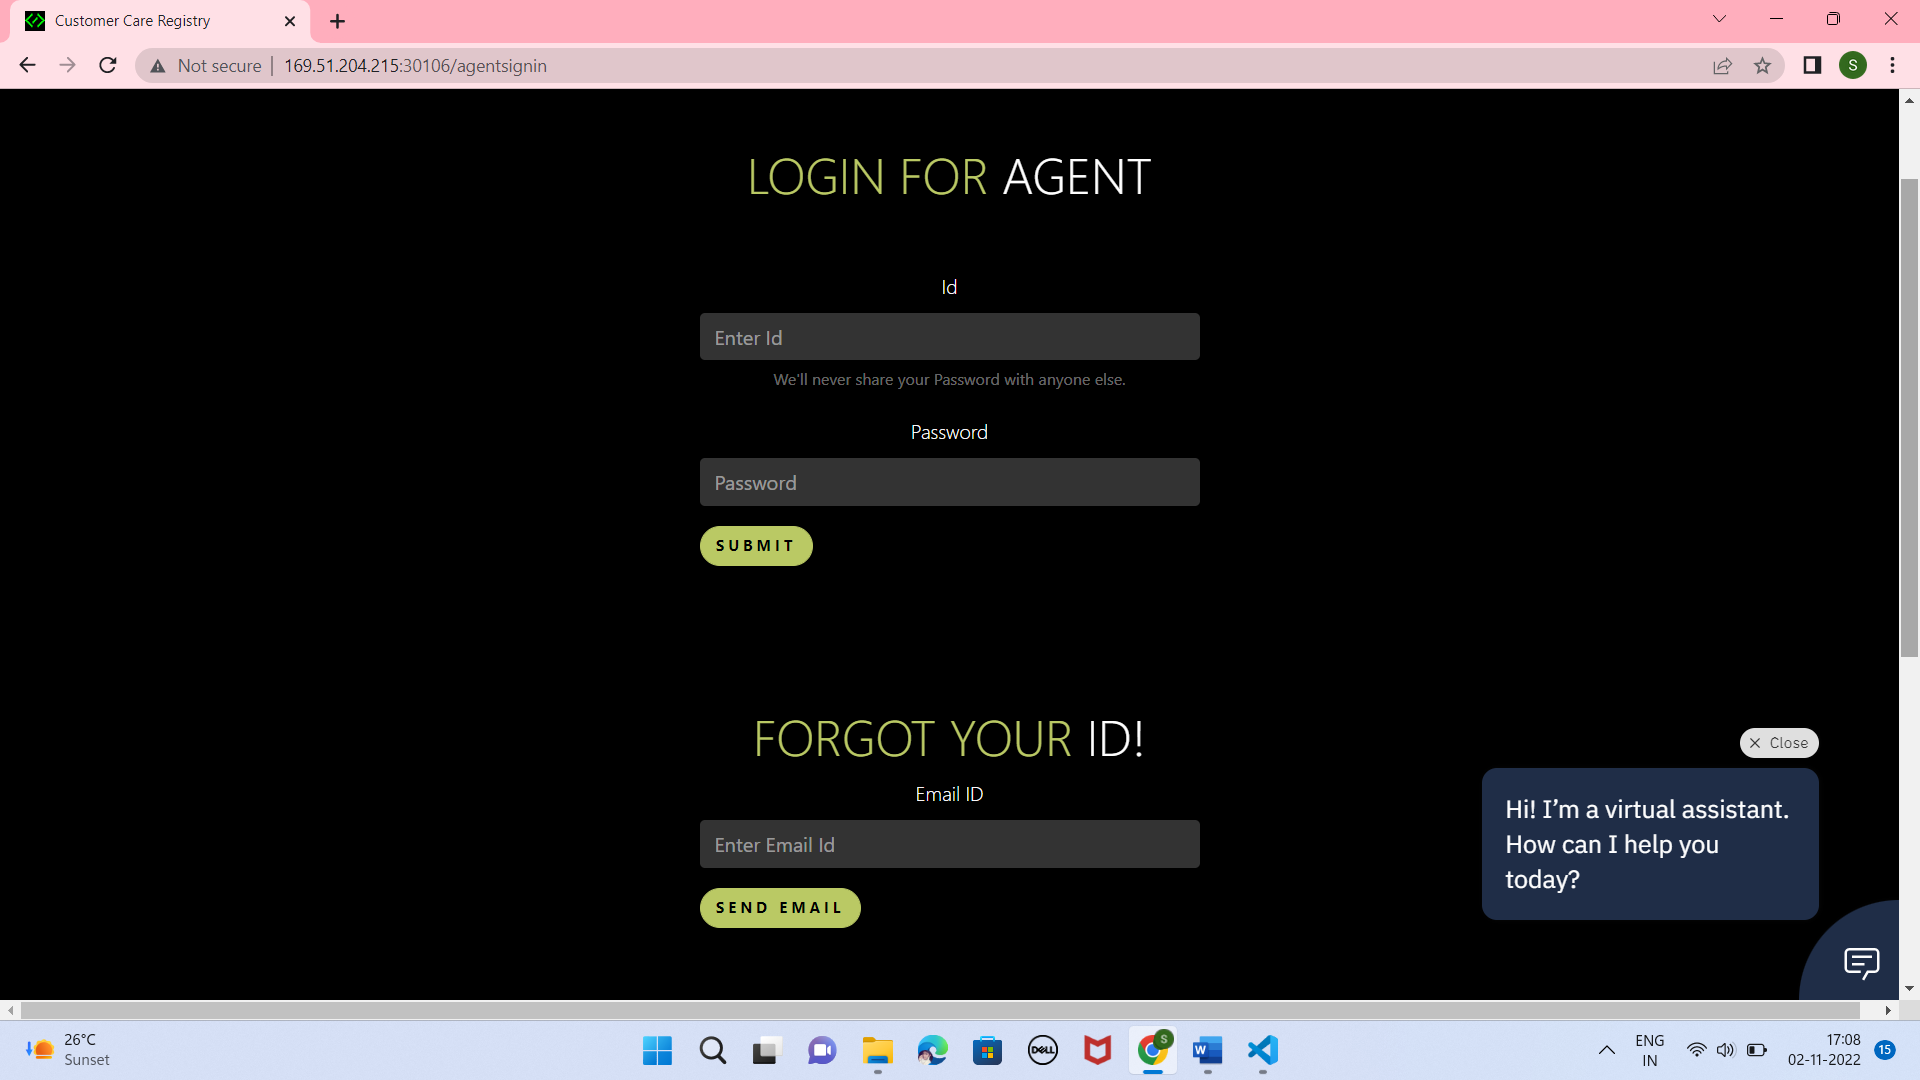 Customer Care Registry
Not secure
169.51.204.215:30106/agentsignin
S
LOGIN FOR AGENT
Id
Enter Id
We'll never share your Password with anyone else.
Password
Password
SUBMIT
FORGOT YOUR ID!
Email ID
Enter Email Id
SEND EMAIL
Close
Hi! I’m a virtual assistant.
How can I help you
today?
26°C
Sunset
DELL
S
W
ENG
IN
17:08
02-11-2022
15